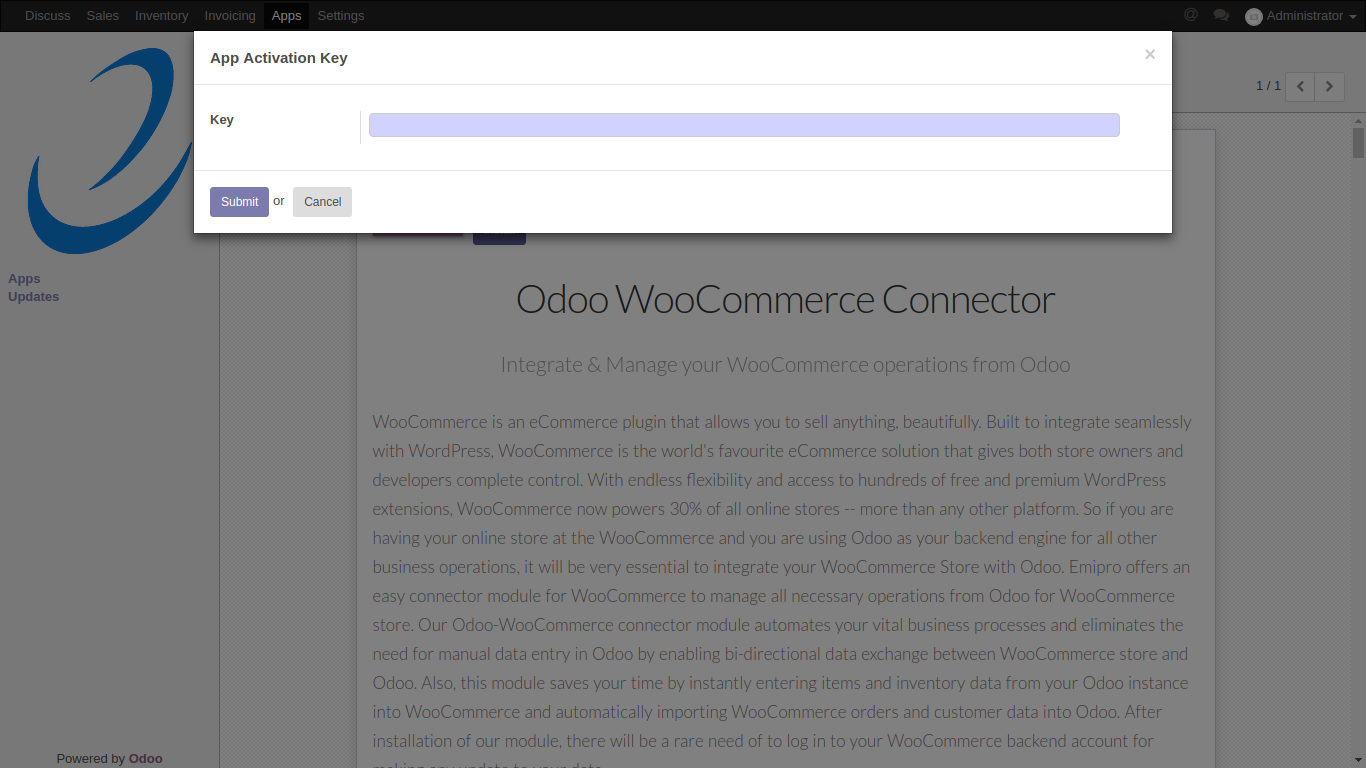 Discuss Sales Inventory Invoicing Apps Settings @ Administrator
App Activation Key ×
1 / 1
Key
Submit or Cancel
Apps
Updates
Odoo WooCommerce Connector
Integrate & Manage your WooCommerce operations from Odoo
WooCommerce is an eCommerce plugin that allows you to sell anything, beautifully. Built to integrate seamlessly
with WordPress, WooCommerce is the world's favourite eCommerce solution that gives both store owners and
developers complete control. With endless flexibility and access to hundreds of free and premium WordPress
extensions, WooCommerce now powers 30% of all online stores -- more than any other platform. So if you are
having your online store at the WooCommerce and you are using Odoo as your backend engine for all other
business operations, it will be very essential to integrate your WooCommerce Store with Odoo. Emipro offers an
easy connector module for WooCommerce to manage all necessary operations from Odoo for WooCommerce
store. Our Odoo-WooCommerce connector module automates your vital business processes and eliminates the
need for manual data entry in Odoo by enabling bi-directional data exchange between WooCommerce store and
Odoo. Also, this module saves your time by instantly entering items and inventory data from your Odoo instance
into WooCommerce and automatically importing WooCommerce orders and customer data into Odoo. After
installation of our module, there will be a rare need of to log in to your WooCommerce backend account for
making any update to your data.
Powered by Odoo